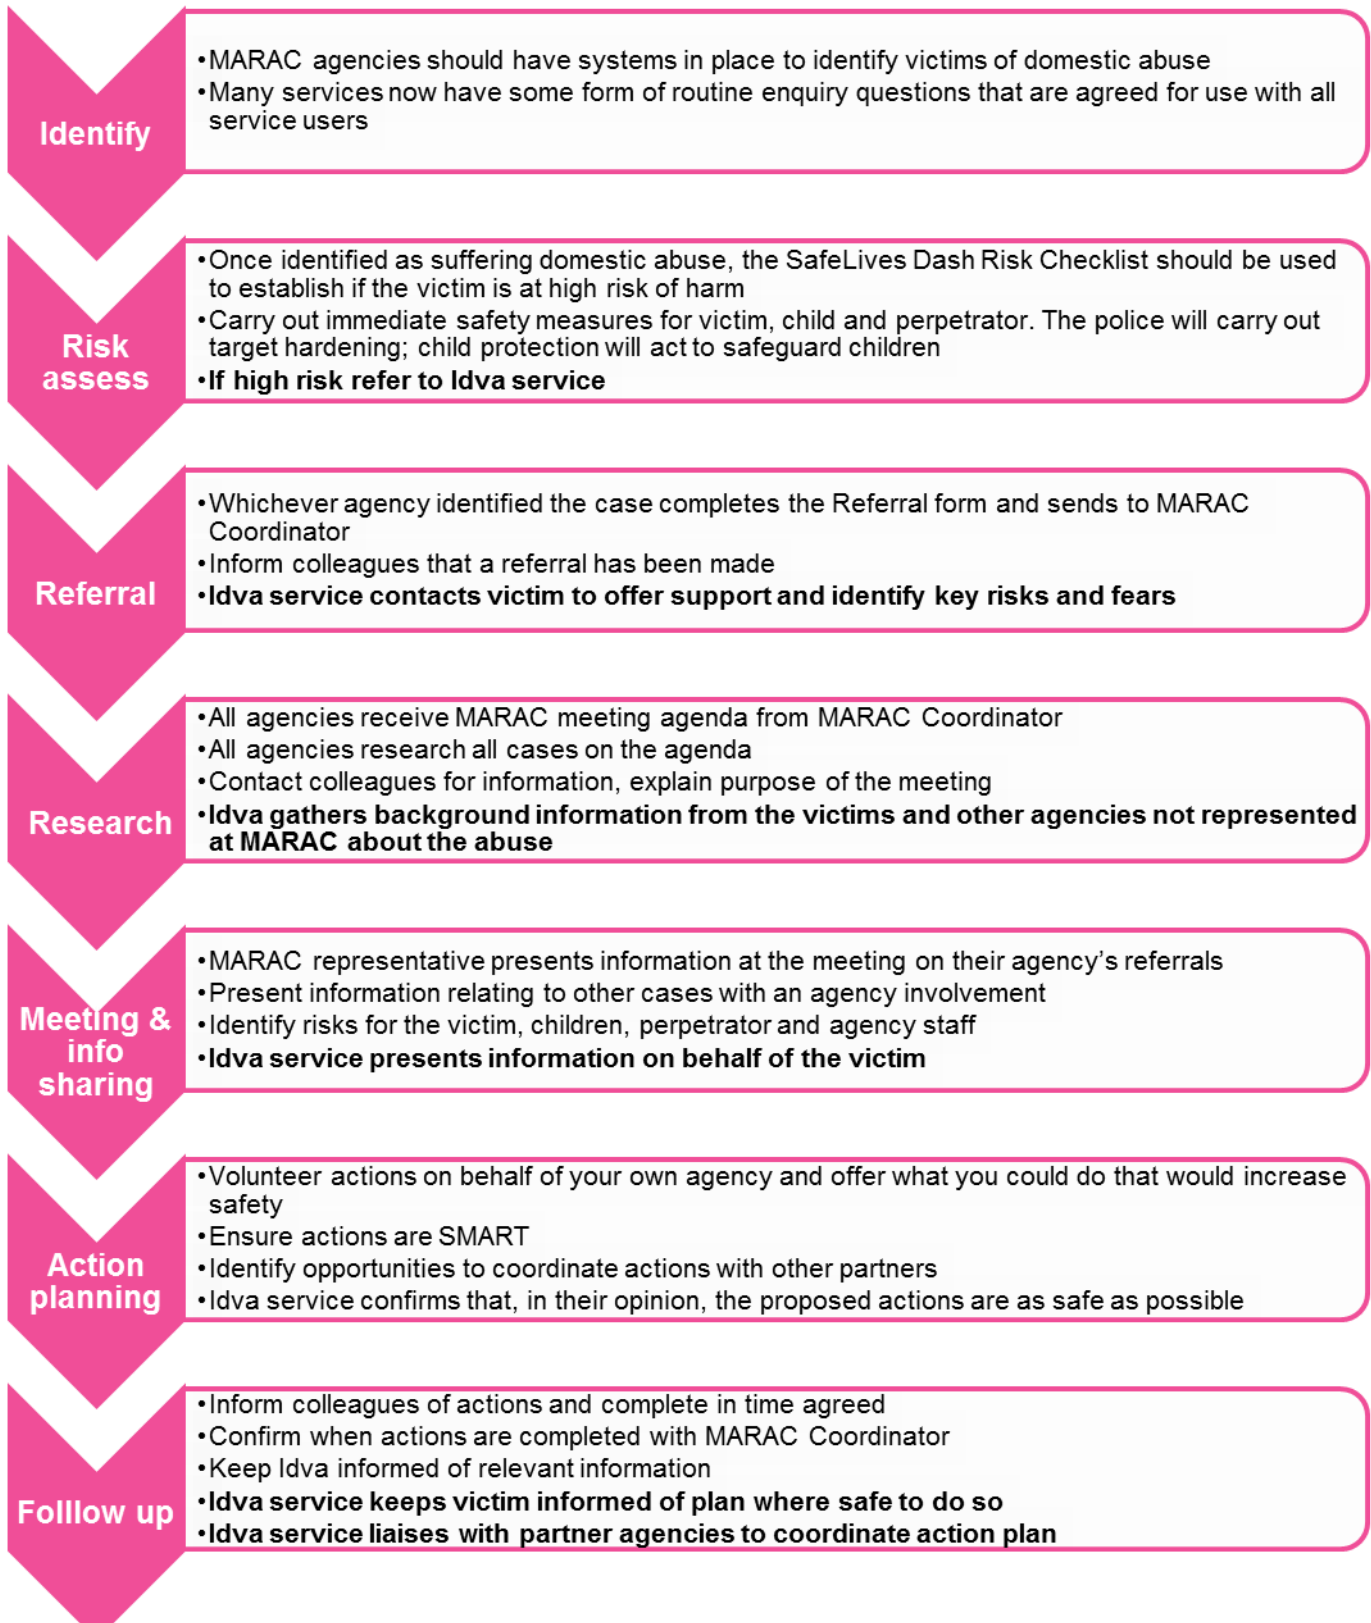 Identify
•MARAC agencies should have systems in place to identify victims of domestic abuse
•Many services now have some form of routine enquiry questions that are agreed for use with all
service users
Risk
assess
•Once identified as suffering domestic abuse, the SafeLives Dash Risk Checklist should be used
to establish if the victim is at high risk of harm
•Carry out immediate safety measures for victim, child and perpetrator. The police will carry out
target hardening; child protection will act to safeguard children
•If high risk refer to Idva service
Referral
•Whichever agency identified the case completes the Referral form and sends to MARAC
Coordinator
•Inform colleagues that a referral has been made
•Idva service contacts victim to offer support and identify key risks and fears
Research
•All agencies receive MARAC meeting agenda from MARAC Coordinator
•All agencies research all cases on the agenda
•Contact colleagues for information, explain purpose of the meeting
•Idva gathers background information from the victims and other agencies not represented
at MARAC about the abuse
Meeting &
info
sharing
•MARAC representative presents information at the meeting on their agency's referrals
•Present information relating to other cases with an agency involvement
•Identify risks for the victim, children, perpetrator and agency staff
•Idva service presents information on behalf of the victim
Action
planning
•Volunteer actions on behalf of your own agency and offer what you could do that would increase
safety
•Ensure actions are SMART
•Identify opportunities to coordinate actions with other partners
•Idva service confirms that, in their opinion, the proposed actions are as safe as possible
Folllow up
•Inform colleagues of actions and complete in time agreed
•Confirm when actions are completed with MARAC Coordinator
•Keep Idva informed of relevant information
•Idva service keeps victim informed of plan where safe to do so
•Idva service liaises with partner agencies to coordinate action plan